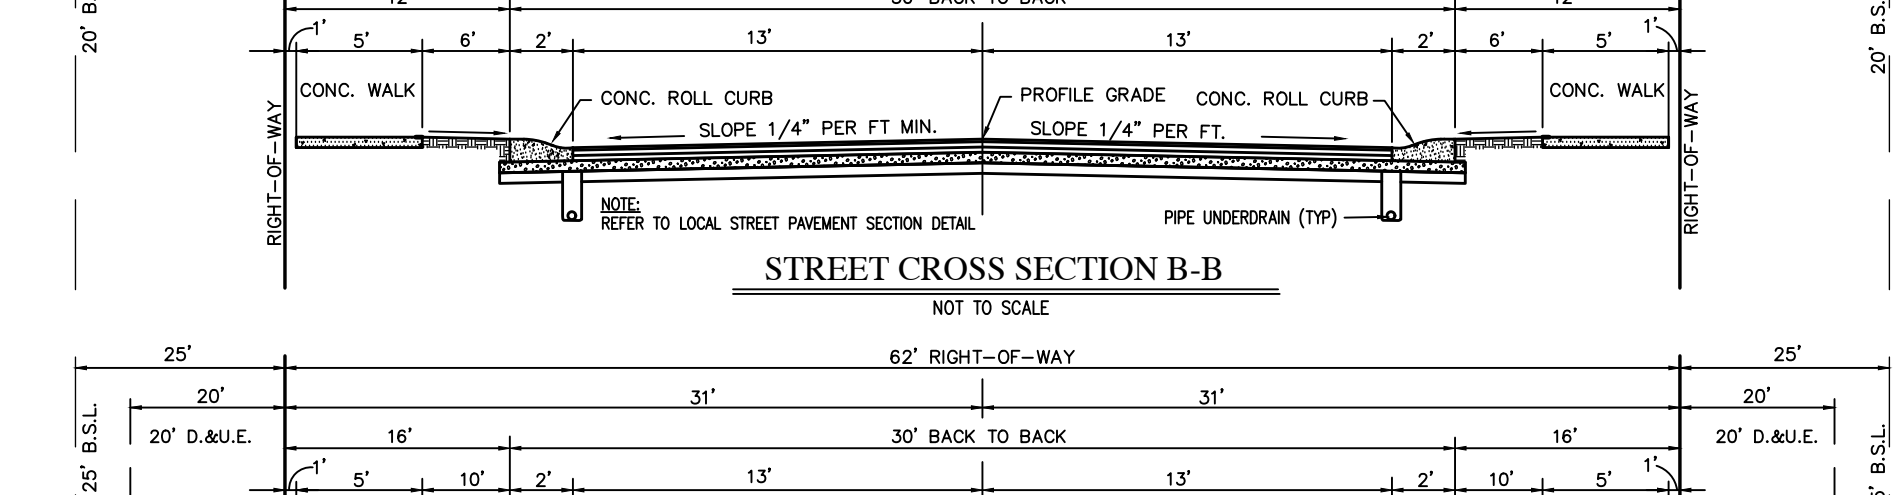 12' 30' BACK TO BACK 12'
20' B.S. 1' 5' 6' 2' 13' 13' 2' 6' 5' 1' 20' B.S.
CONC. WALK CONC. ROLL CURB PROFILE GRADE CONC. ROLL CURB CONC. WALK
SLOPE 1/4" PER FT MIN. SLOPE 1/4" PER FT.
RIGHT-OF-WAY RIGHT-OF-WAY
NOTE:
REFER TO LOCAL STREET PAVEMENT SECTION DETAIL PIPE UNDERDRAIN (TYP)
STREET CROSS SECTION B-B
NOT TO SCALE
25' 62' RIGHT-OF-WAY 25'
20' 31' 31' 20'
25' B.S.L. 20' D.&U.E. 16' 30' BACK TO BACK 16' 20' D.&U.E. B.S.L.
1' 5' 10' 2' 13' 13' 2' 10' 5' 1'